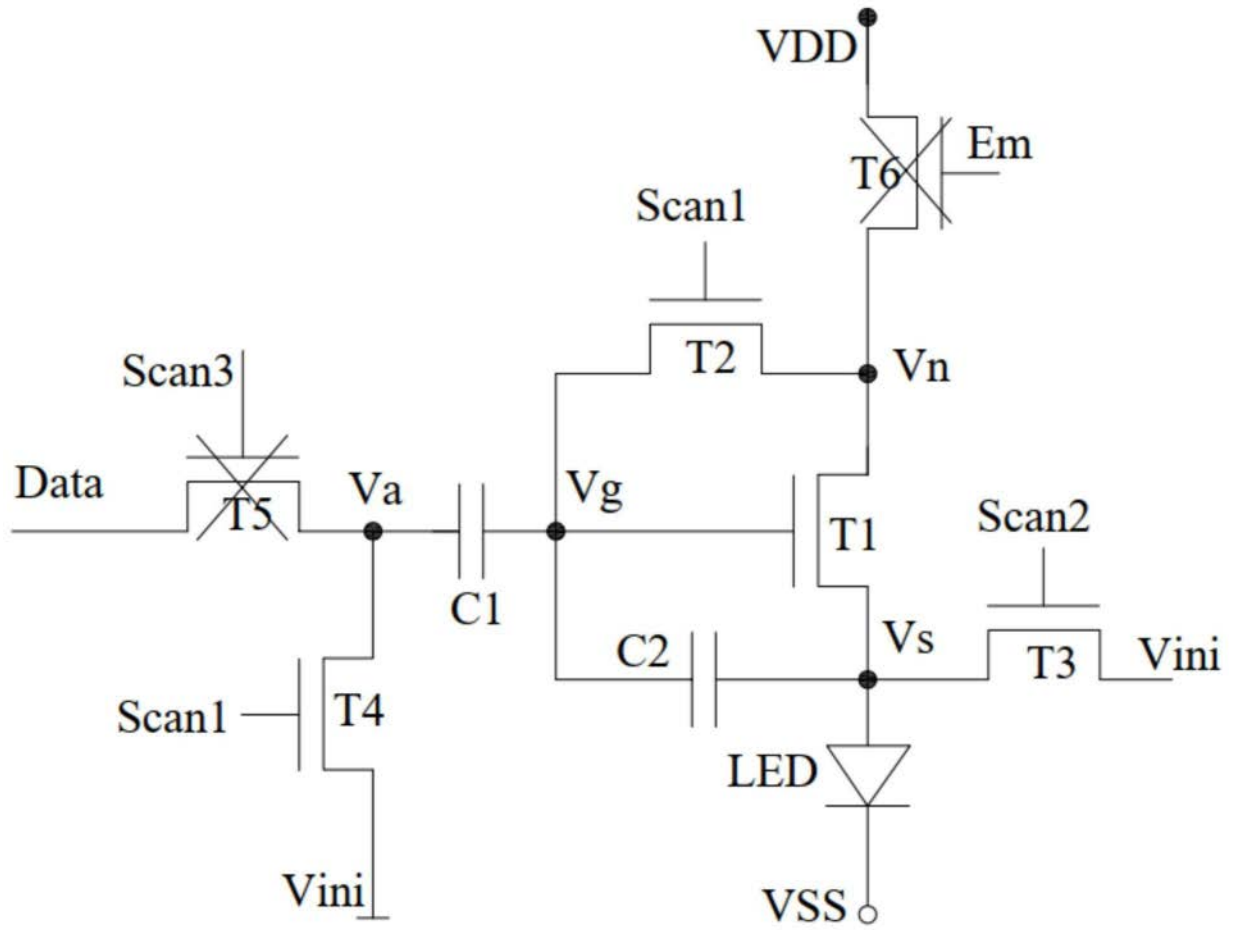 VDD
Em
T6
Scan1
T2
Vn
Scan3
Data
T5
Va
Vg
T1
Scan2
C1
C2
Vs
T3
Vini
Scan1
T4
LED
Vini
VSS